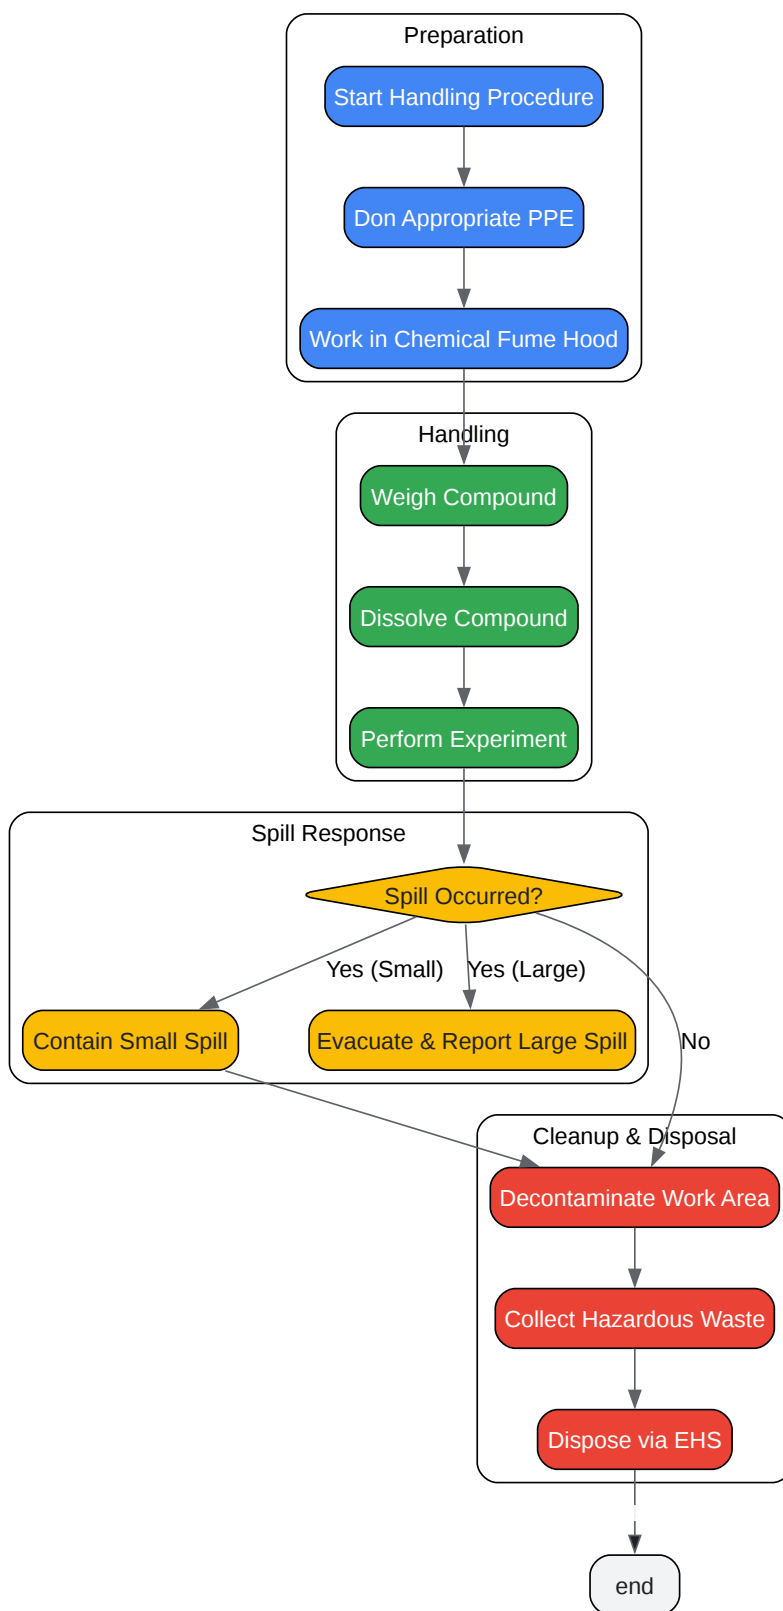 Preparation
Start Handling Procedure
Don Appropriate PPE
Work in Chemical Fume Hood
Handling
Weigh Compound
Dissolve Compound
Perform Experiment
Spill Response
Spill Occurred?
Yes (Small)
Yes (Large)
Contain Small Spill
Evacuate & Report Large Spill
No
Cleanup & Disposal
Decontaminate Work Area
Collect Hazardous Waste
Dispose via EHS
end